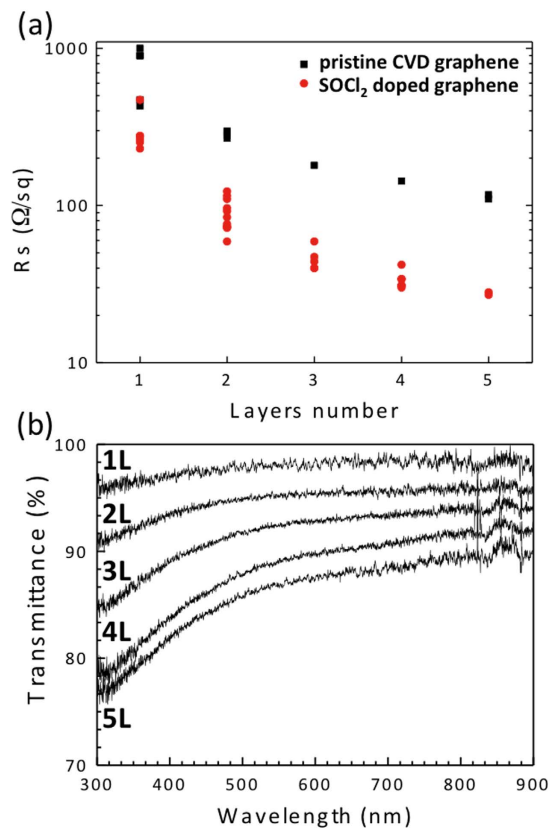 (a)
1000
100
10
Rs (Ω/sq)
pristine CVD graphene
SOCl₂ doped graphene
1 2 3 4 5
Layers number
(b)
100
90
80
70
Transmittance (%)
1L
2L
3L
4L
5L
300 400 500 600 700 800 900
Wavelength (nm)